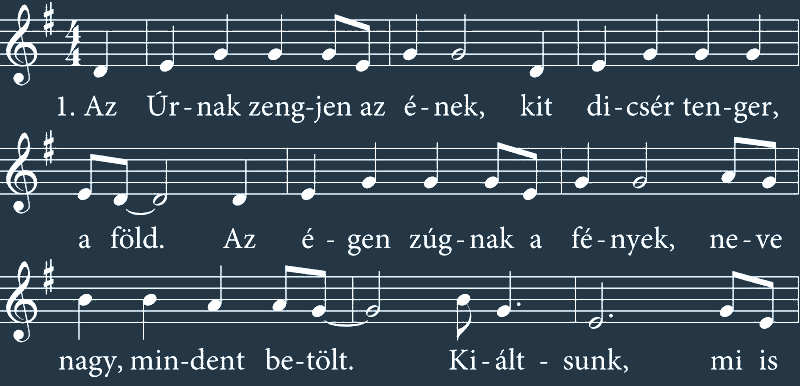 1. Az Úr-nak zeng-jen az é-nek, kit di-csér ten-ger,
a föld. Az é-gen zúg-nak a fé-nyek, ne-ve
nagy, min-dent be-tölt. Ki-ált-sunk, mi is